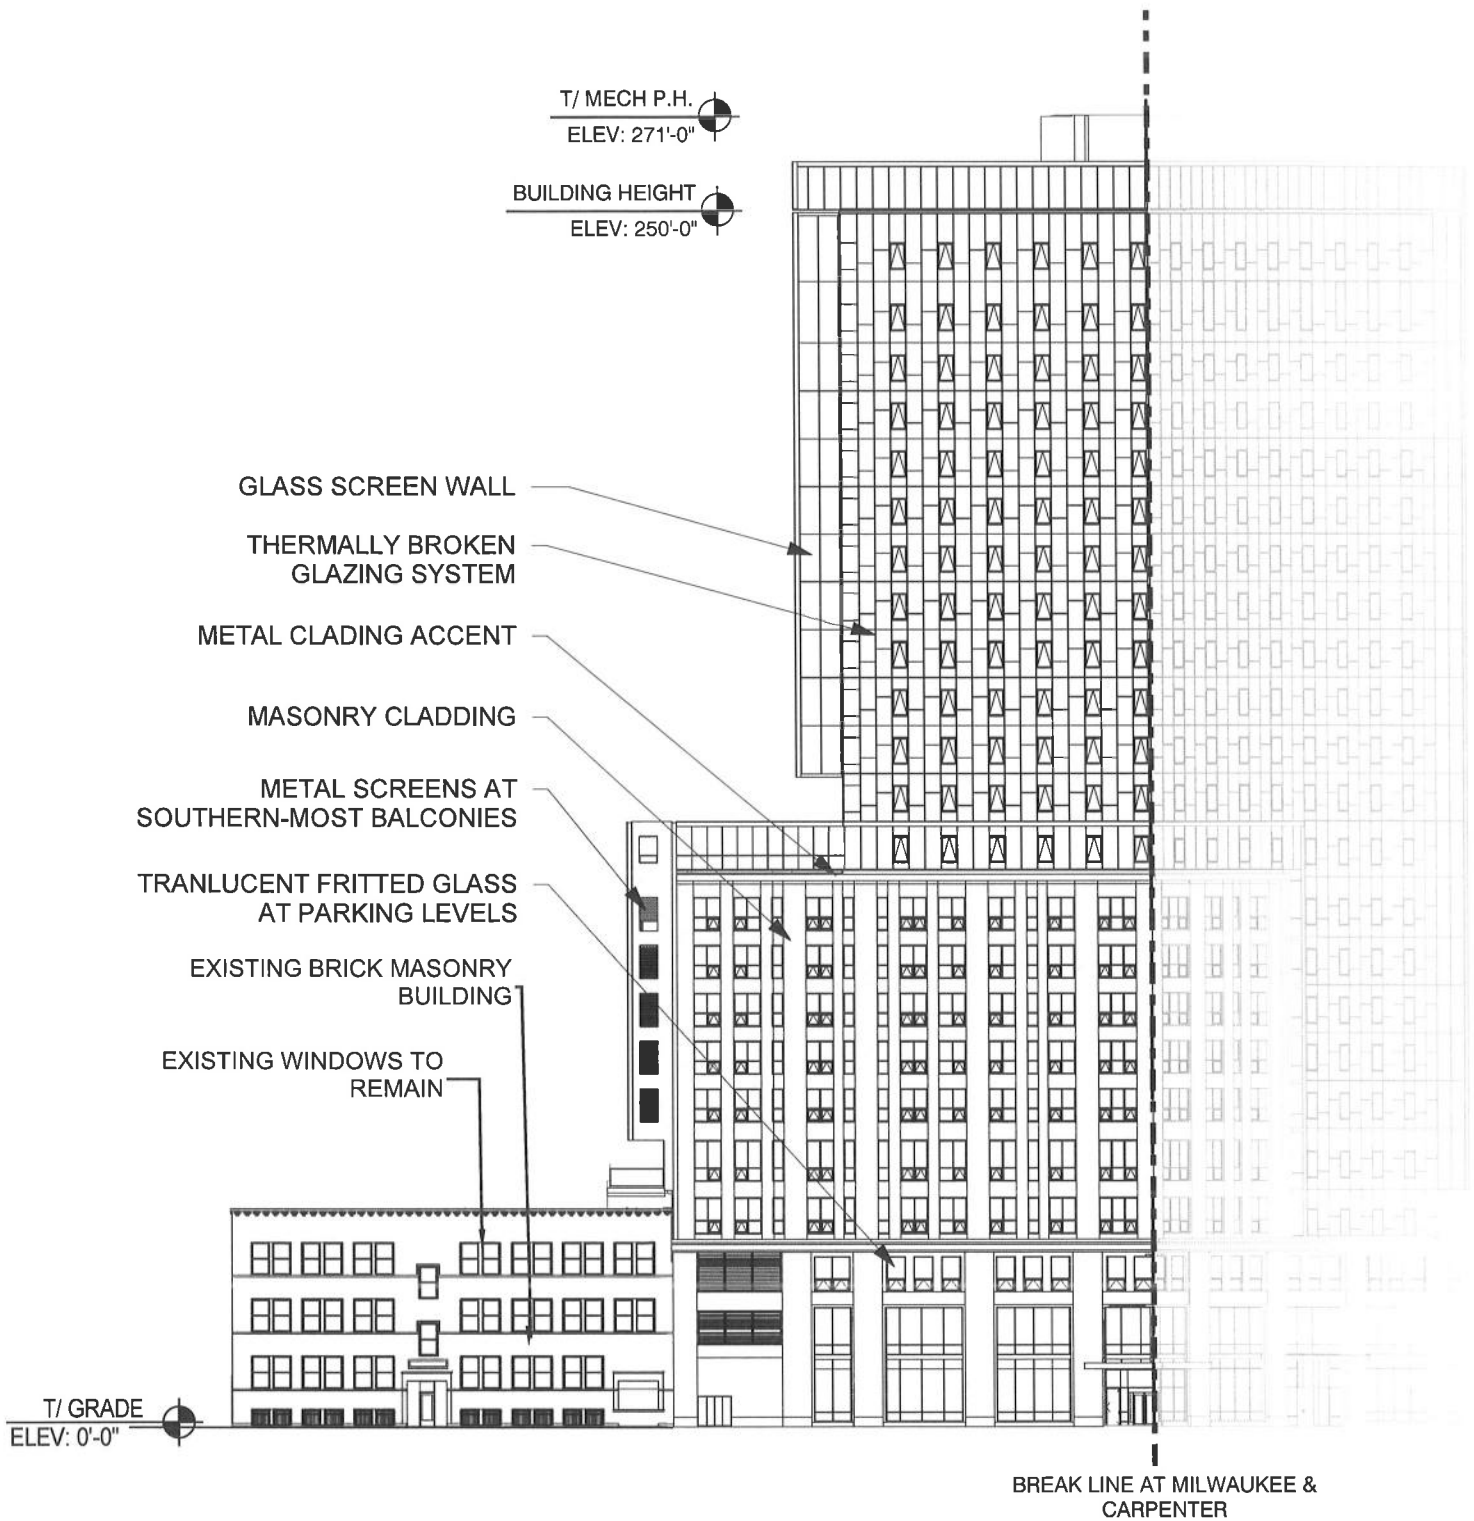 T/ MECH P.H.
ELEV: 271'-0"
BUILDING HEIGHT
ELEV: 250'-0"
GLASS SCREEN WALL
THERMALLY BROKEN
GLAZING SYSTEM
METAL CLADING ACCENT
MASONRY CLADDING
METAL SCREENS AT
SOUTHERN-MOST BALCONIES
TRANLUCENT FRITTED GLASS
AT PARKING LEVELS
EXISTING BRICK MASONRY
BUILDING
EXISTING WINDOWS TO
REMAIN
T/ GRADE
ELEV: 0'-0"
BREAK LINE AT MILWAUKEE &
CARPENTER